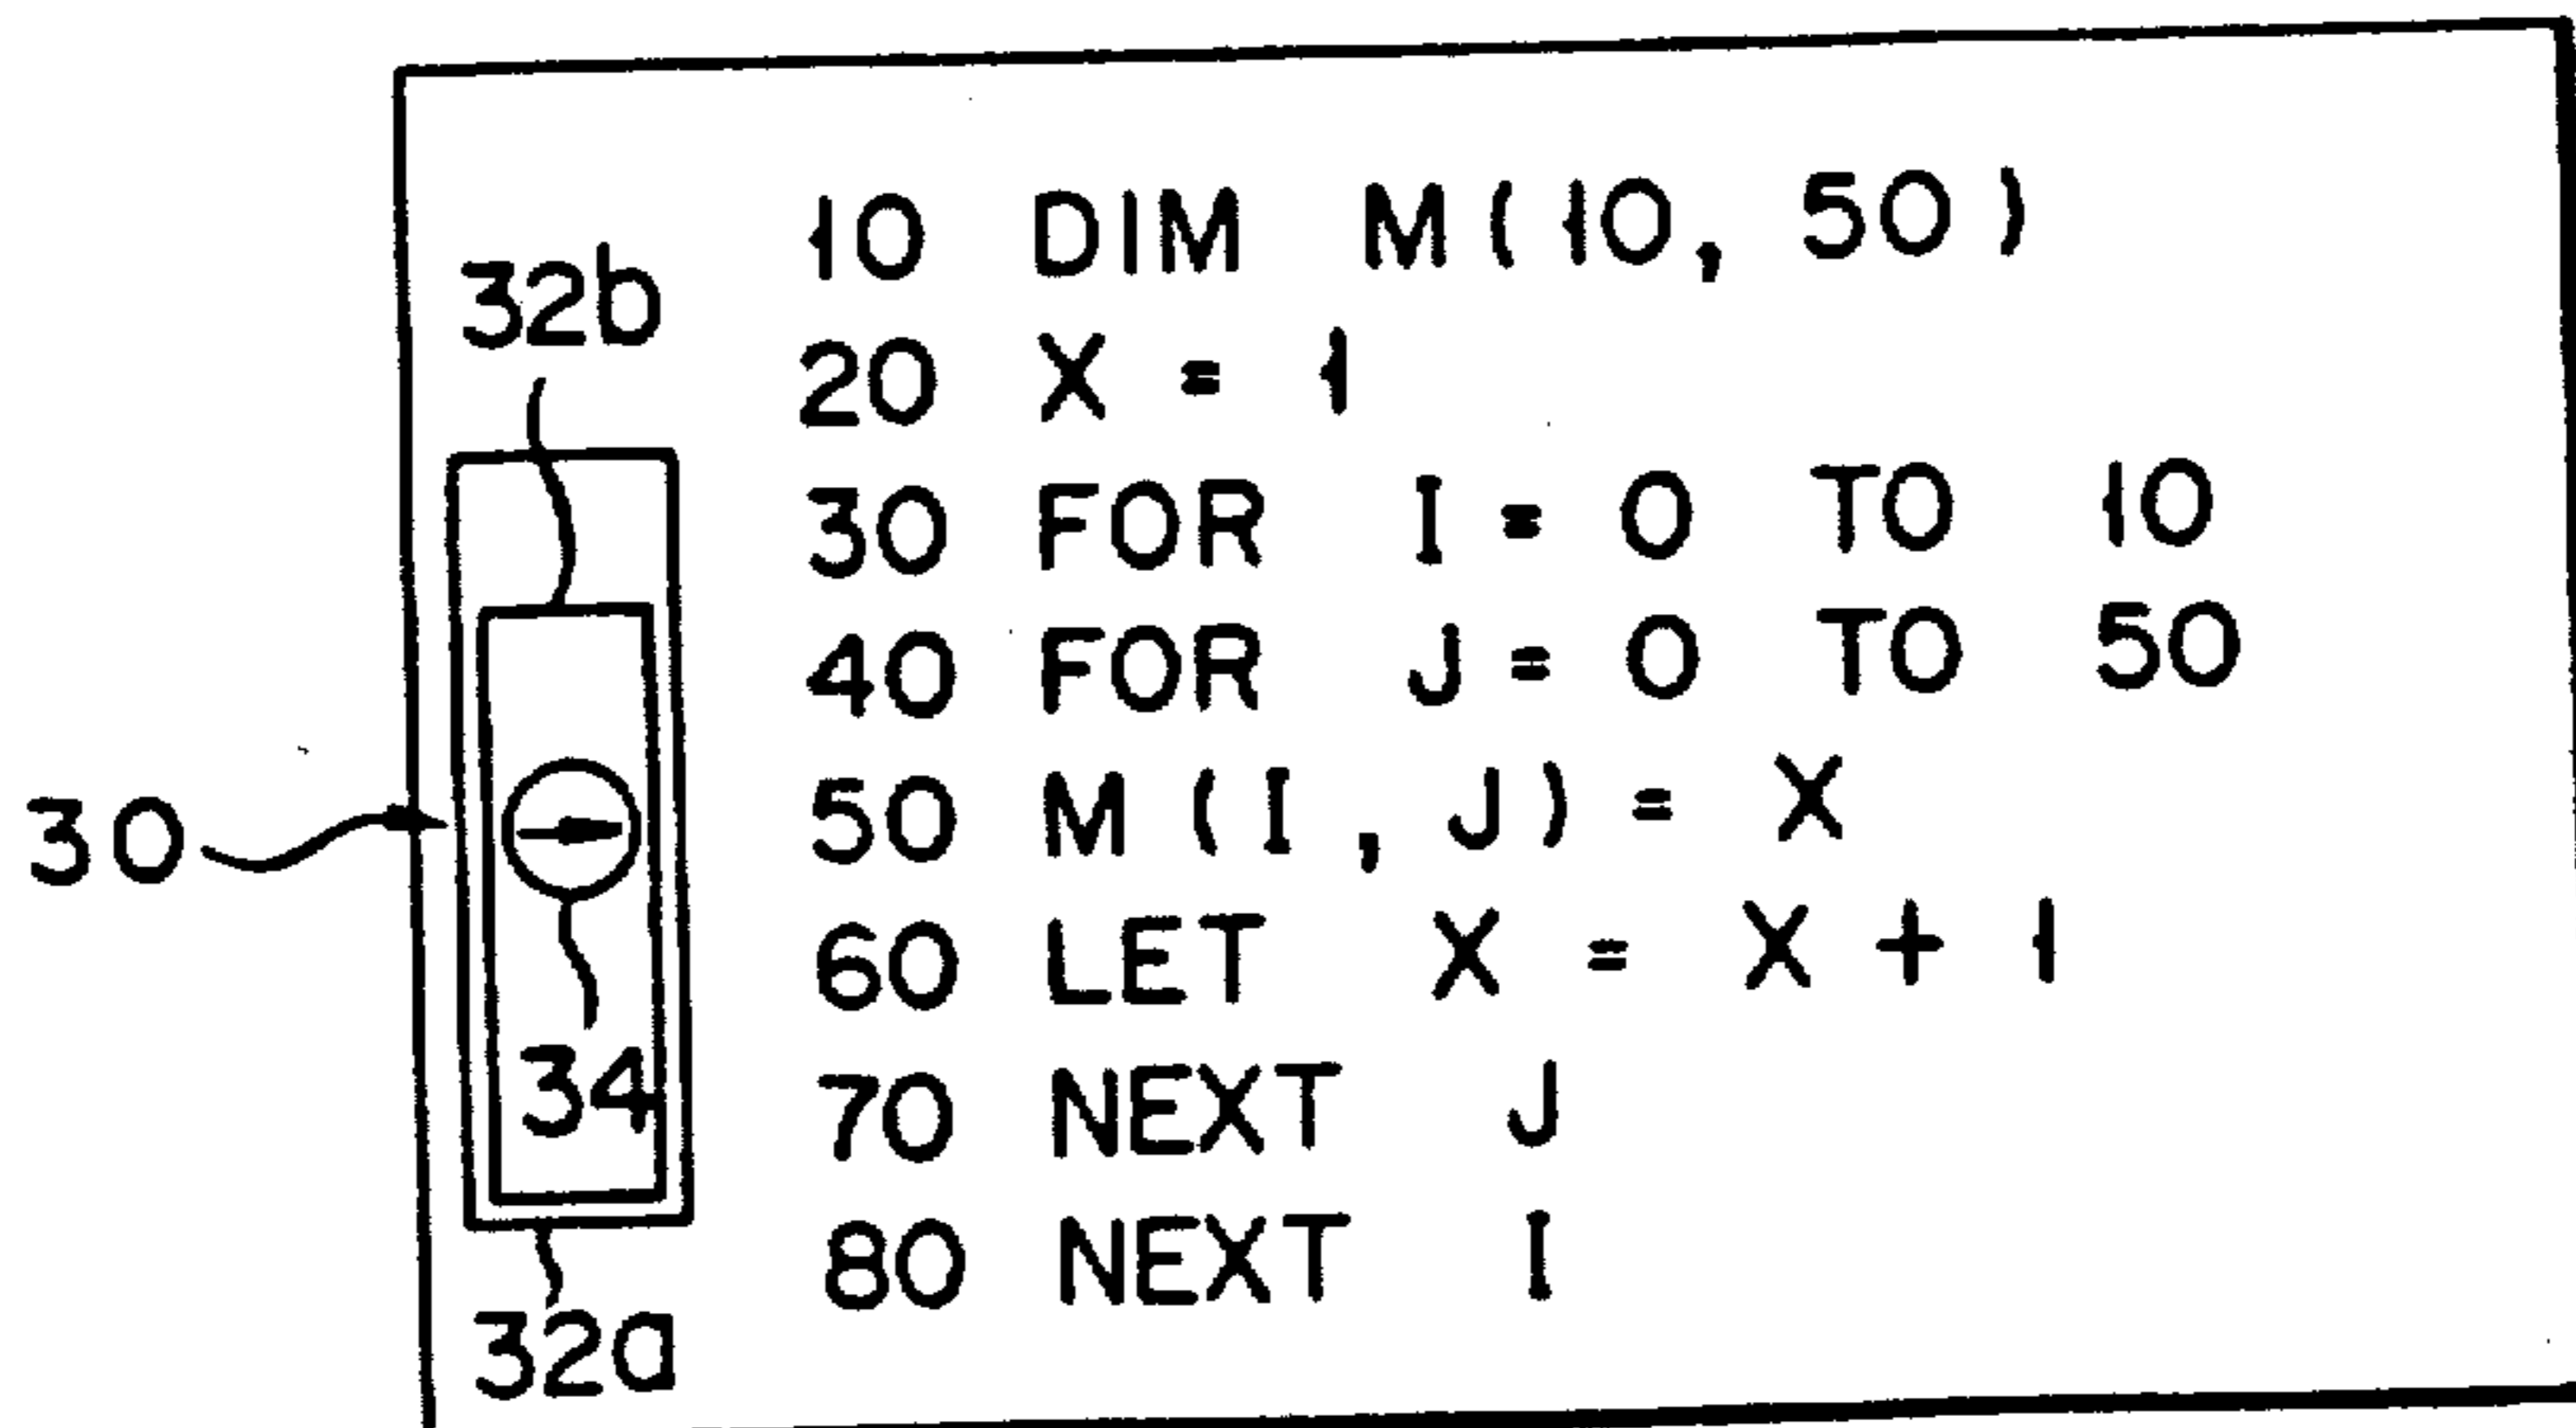 10 DIM M(10, 50)
32b
20 X = 1
30 FOR I = 0 TO 10
40 FOR J = 0 TO 50
30
50 M(I, J) = X
60 LET X = X + 1
34
70 NEXT J
80 NEXT I
32a